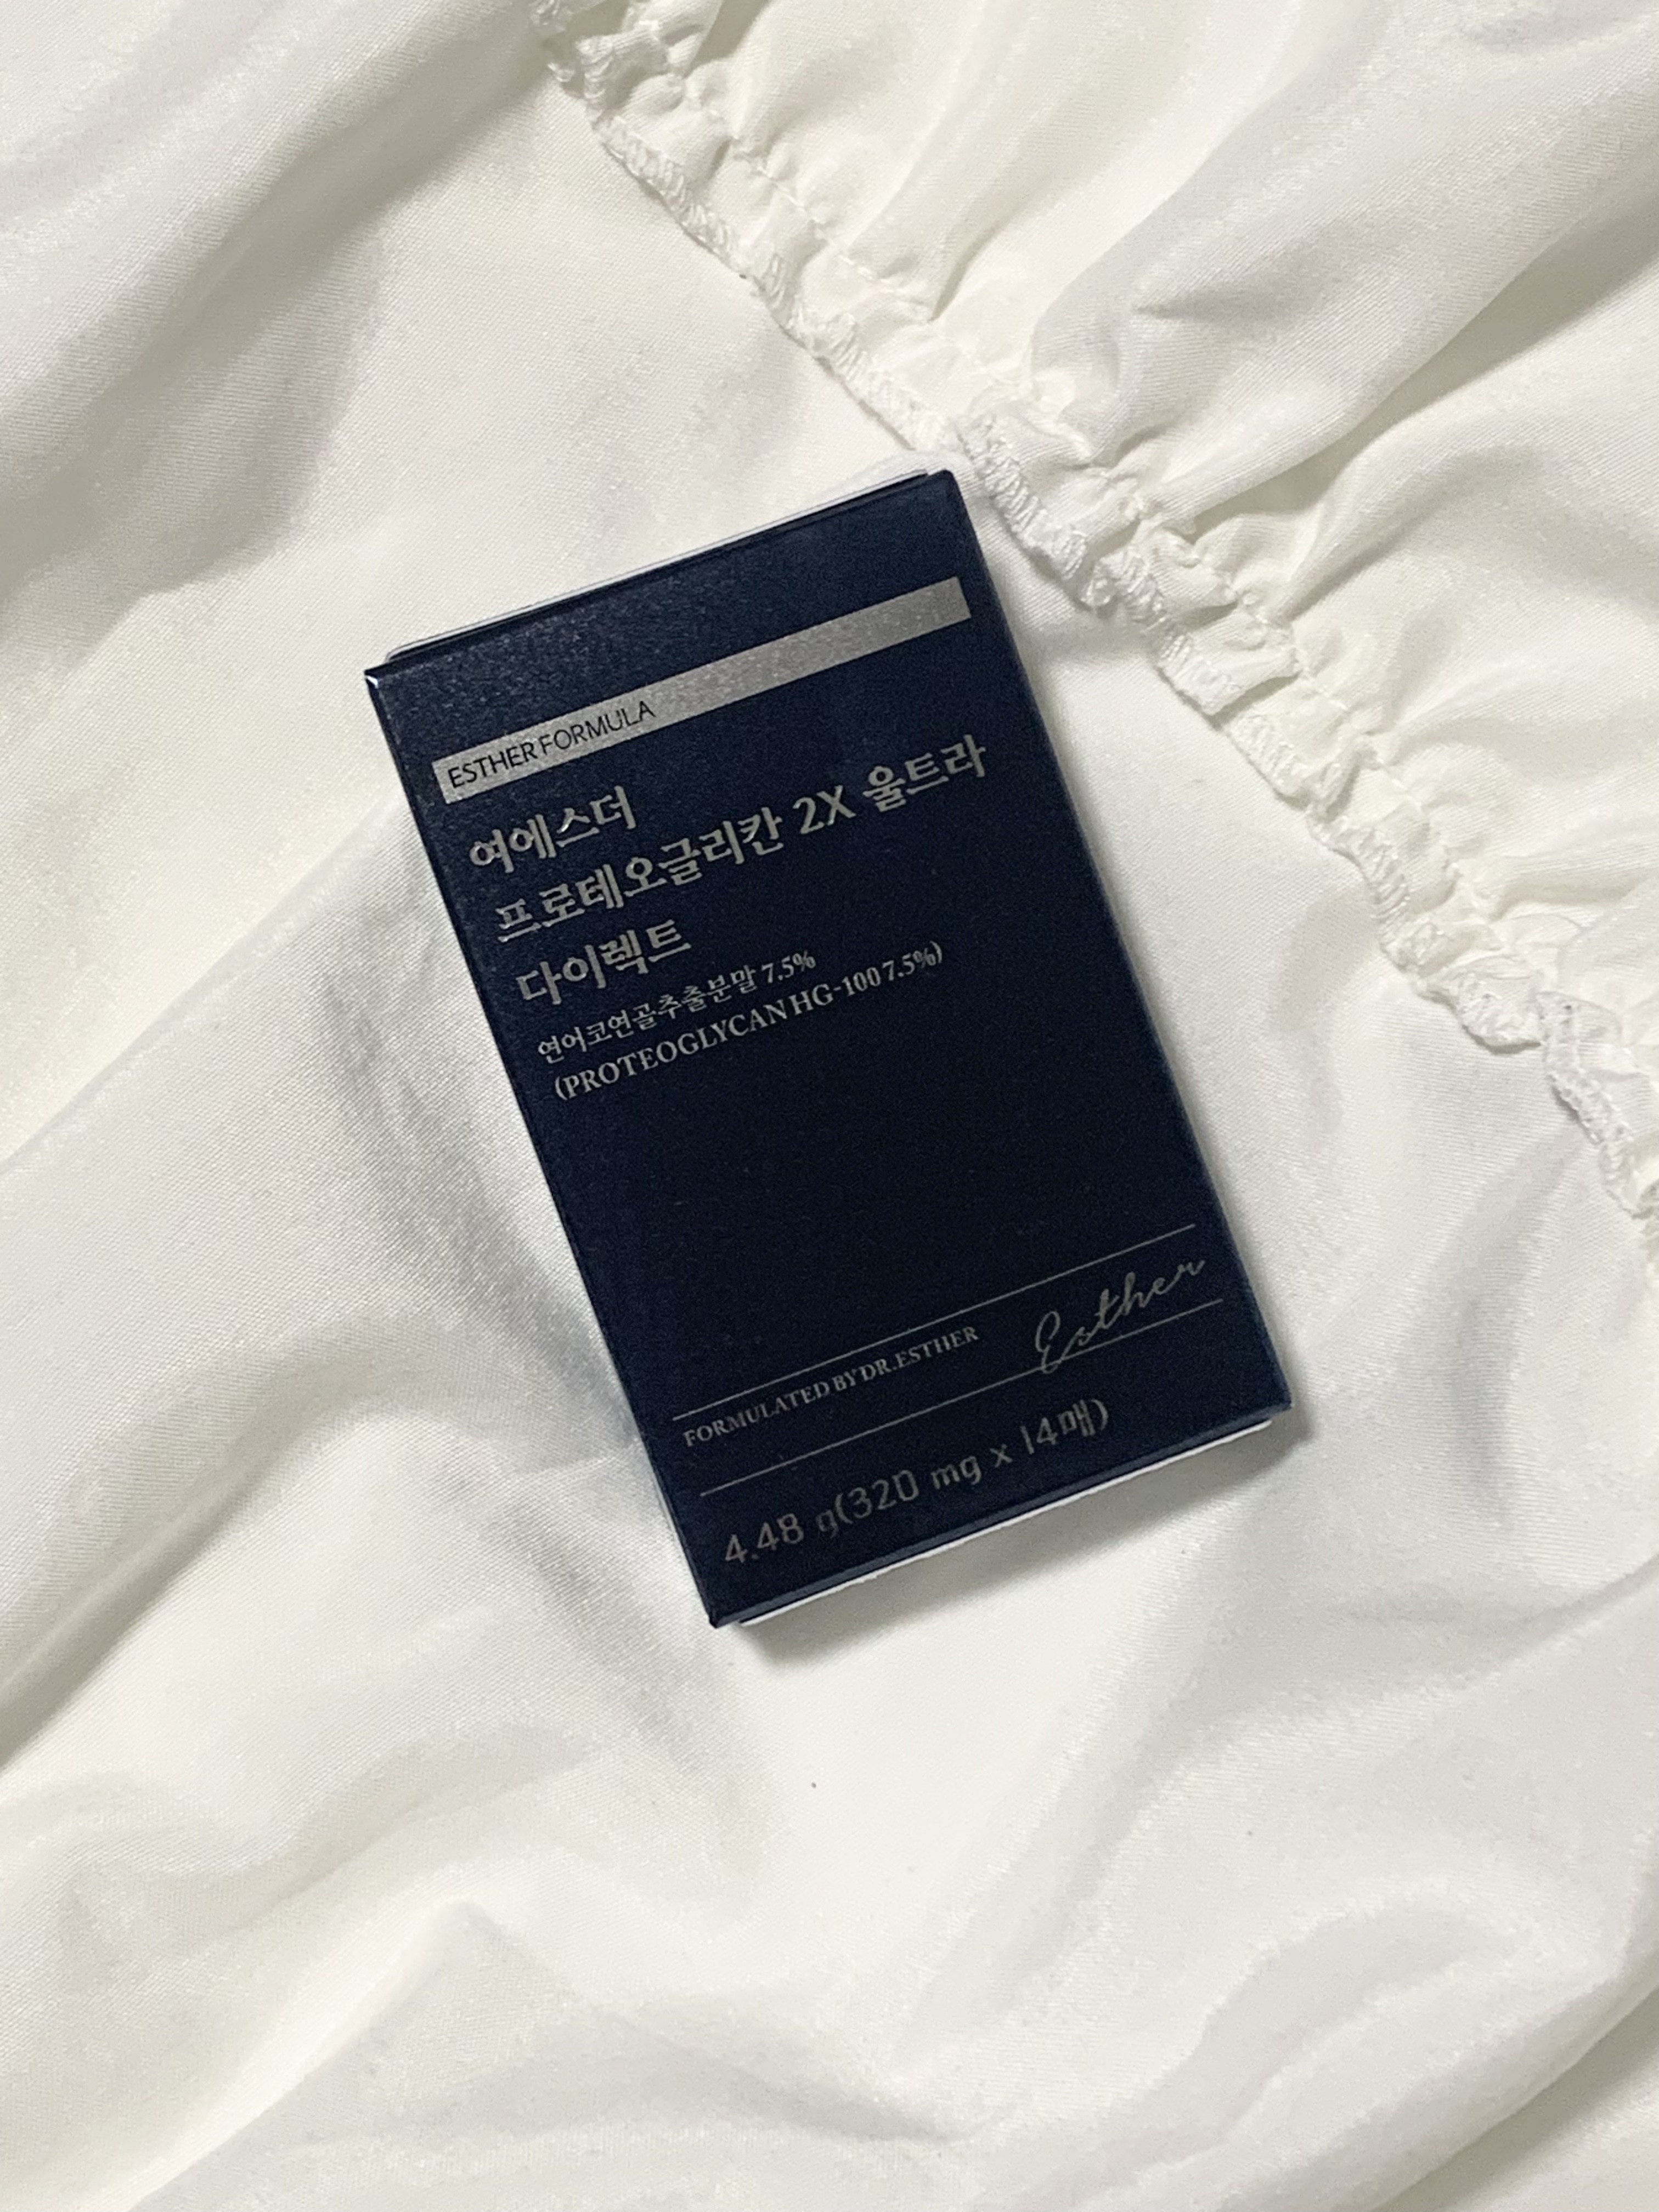 ESTHER FORMULA
여에스더
프로테오글리칸 2X 울트라
다이렉트
연어코연골추출분말 7.5%
(PROTEOGLYCAN HG-100 7.5%)
FORMULATED BY DR.ESTHER
Esther
4.48 g(320 mg x 14매)